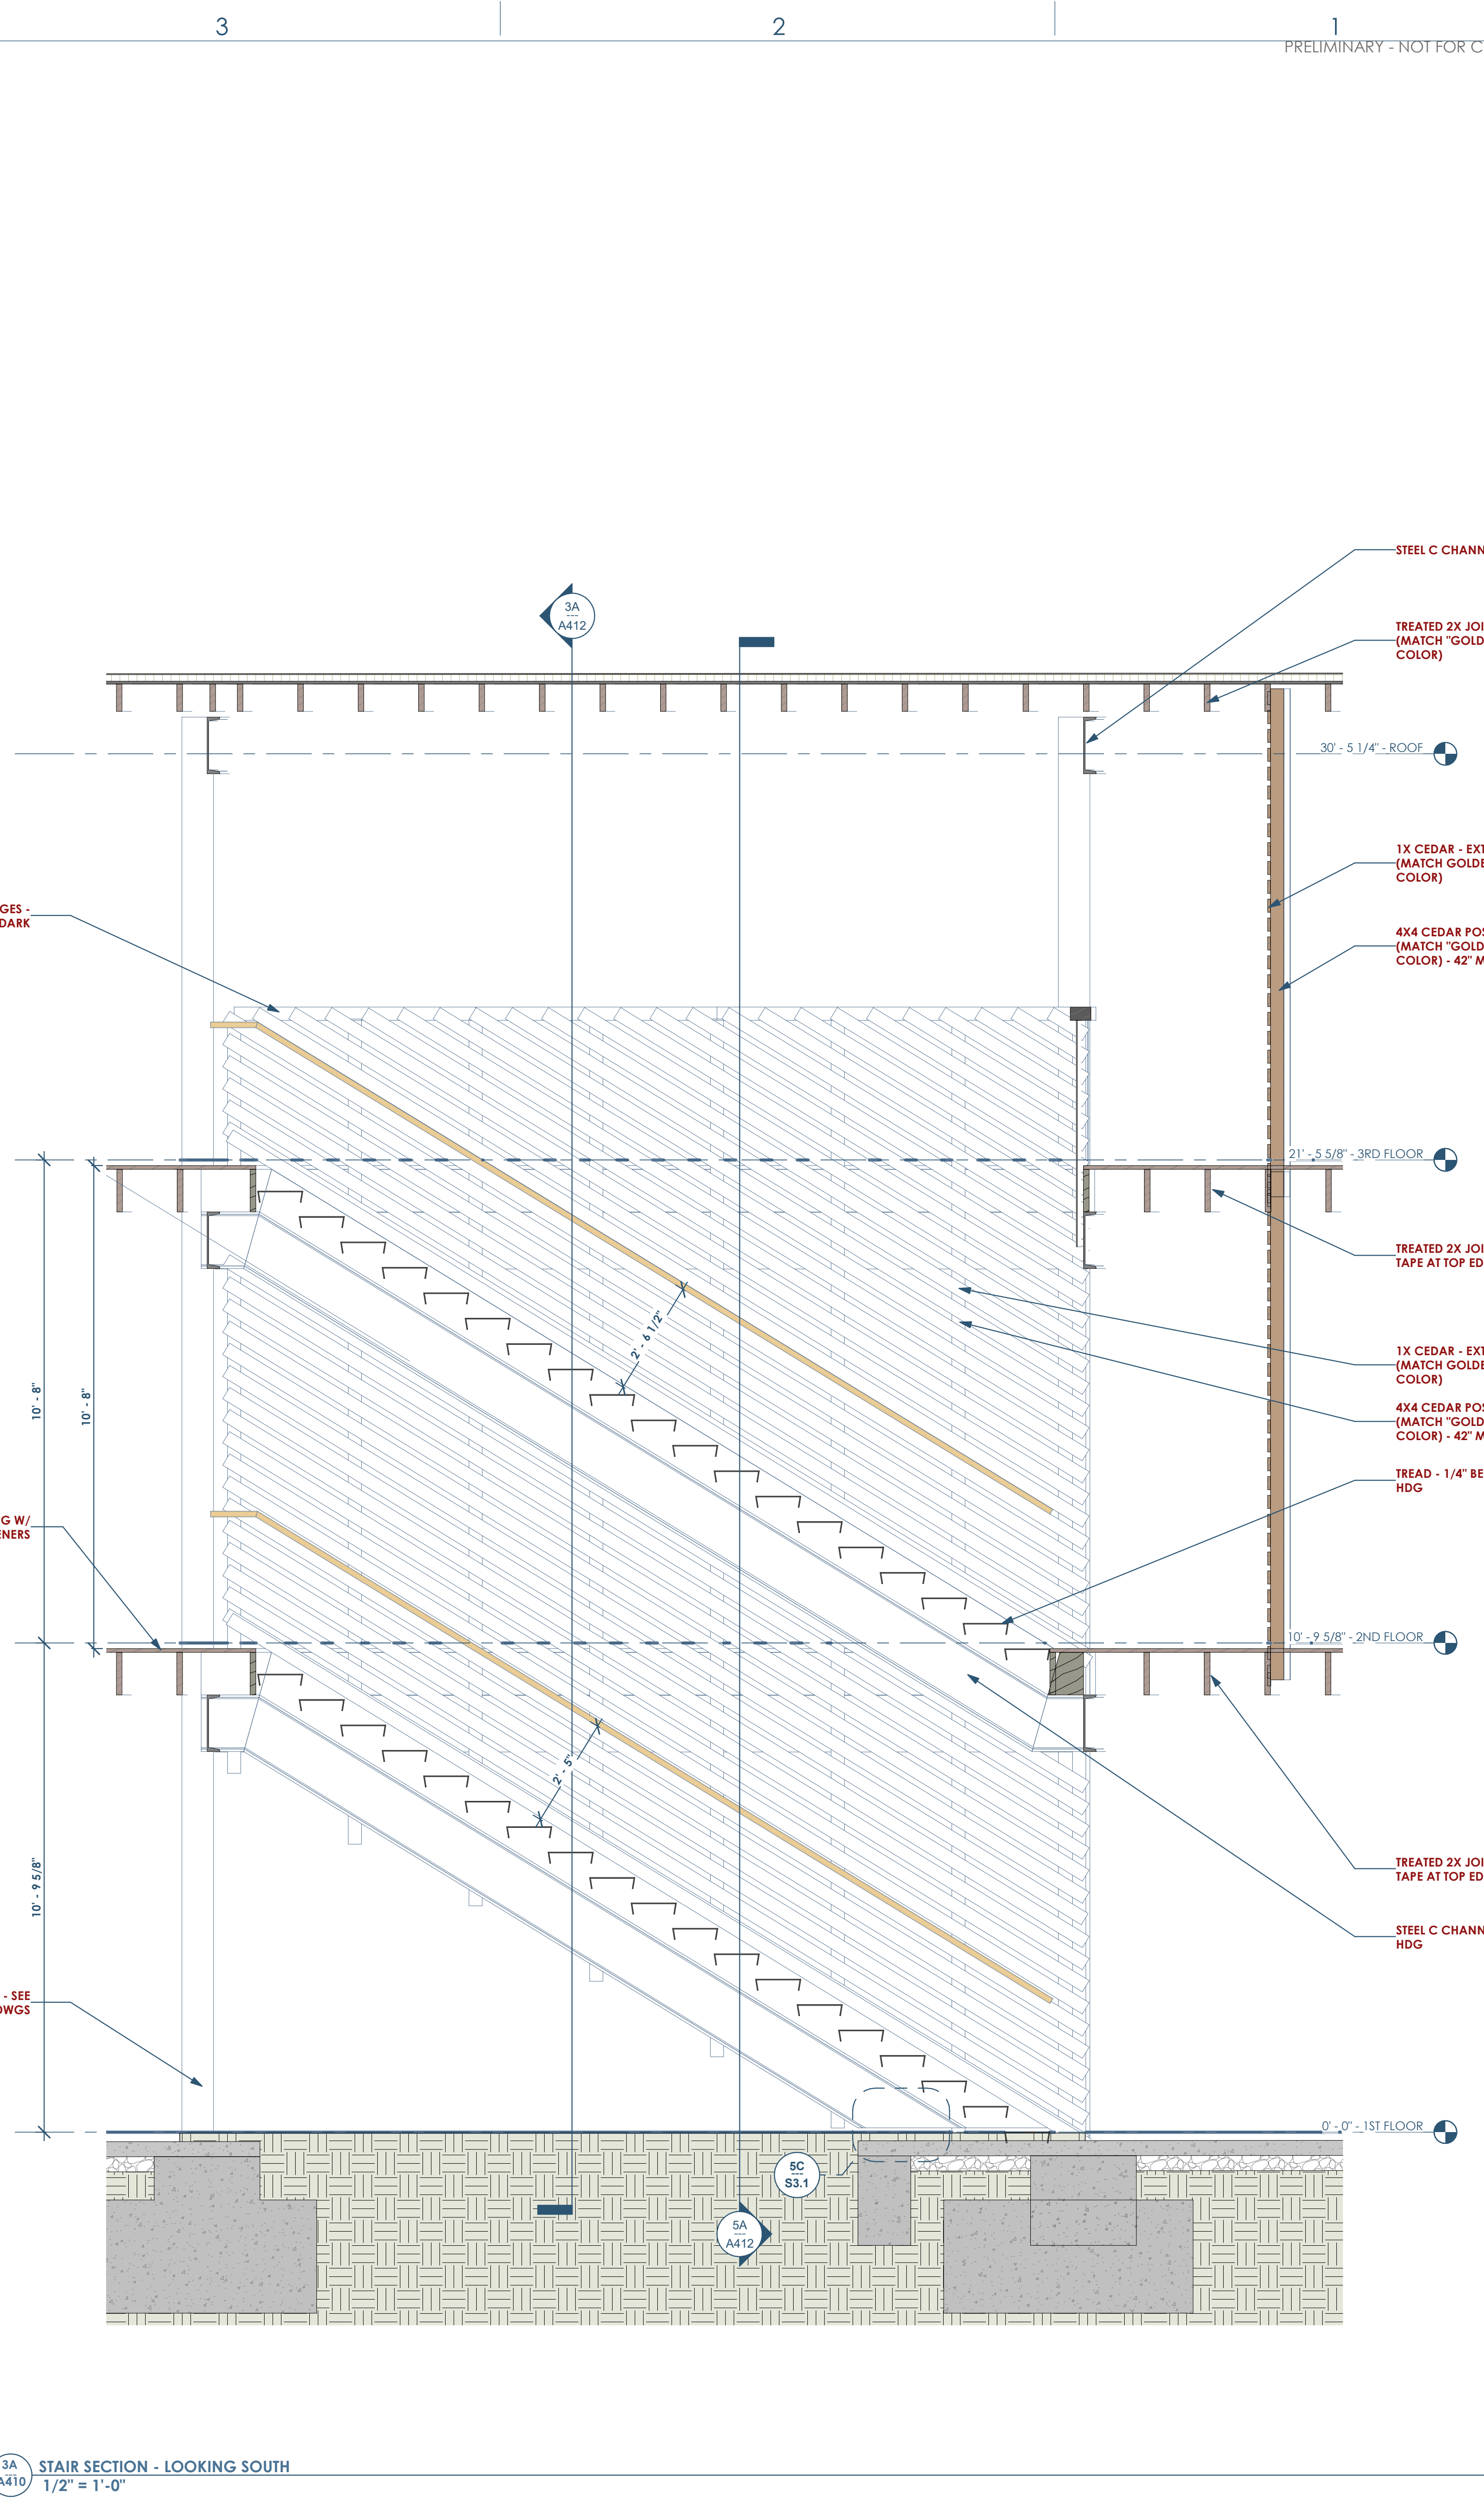 3
2
1
PRELIMINARY - NOT FOR C
3A
---
A412
STEEL C CHANN
TREATED 2X JOI
(MATCH "GOLD
COLOR)
30' - 5 1/4" - ROOF
1X CEDAR - EXT
(MATCH GOLDE
COLOR)
GES -
DARK
4X4 CEDAR POS
(MATCH "GOLD
COLOR) - 42" M
21' - 5 5/8" - 3RD FLOOR
TREATED 2X JOI
TAPE AT TOP ED
2' - 6 1/2"
1X CEDAR - EXT
(MATCH GOLDE
COLOR)
10' - 8"
10' - 8"
4X4 CEDAR POS
(MATCH "GOLD
COLOR) - 42" M
TREAD - 1/4" BE
HDG
G W/
ENERS
10' - 9 5/8" - 2ND FLOOR
2' - 5"
TREATED 2X JOI
TAPE AT TOP ED
10' - 9 5/8"
STEEL C CHANN
HDG
- SEE
DWGS
0' - 0" - 1ST FLOOR
5C
---
S3.1
5A
---
A412
3A
---
A410
STAIR SECTION - LOOKING SOUTH
1/2" = 1'-0"